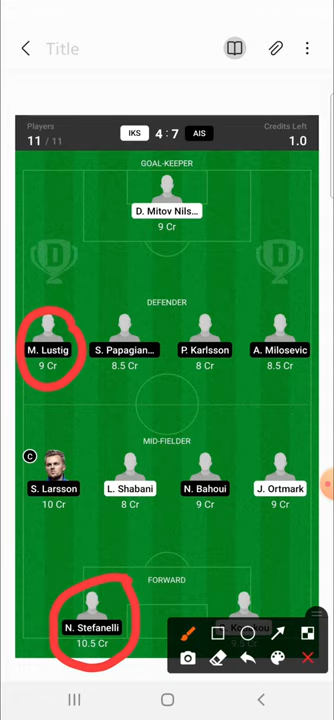 Title
Players
11 / 11
IKS 4 : 7 AIS
Credits Left
1.0
GOAL-KEEPER
D. Mitov Nils...
9 Cr
DEFENDER
M. Lustig
S. Papagian...
P. Karlsson
A. Milosevic
9 Cr
8.5 Cr
8 Cr
8.5 Cr
MID-FIELDER
C
S. Larsson
L. Shabani
N. Bahoui
J. Ortmark
10 Cr
8 Cr
9 Cr
9 Cr
FORWARD
N. Stefanelli
10.5 Cr